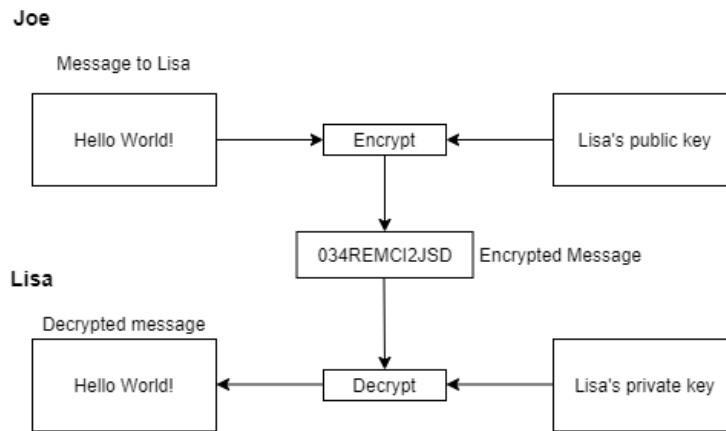 Joe
Message to Lisa
Hello World!
Encrypt
Lisa's public key
034REMCI2JSD
Encrypted Message
Lisa
Decrypted message
Hello World!
Decrypt
Lisa's private key